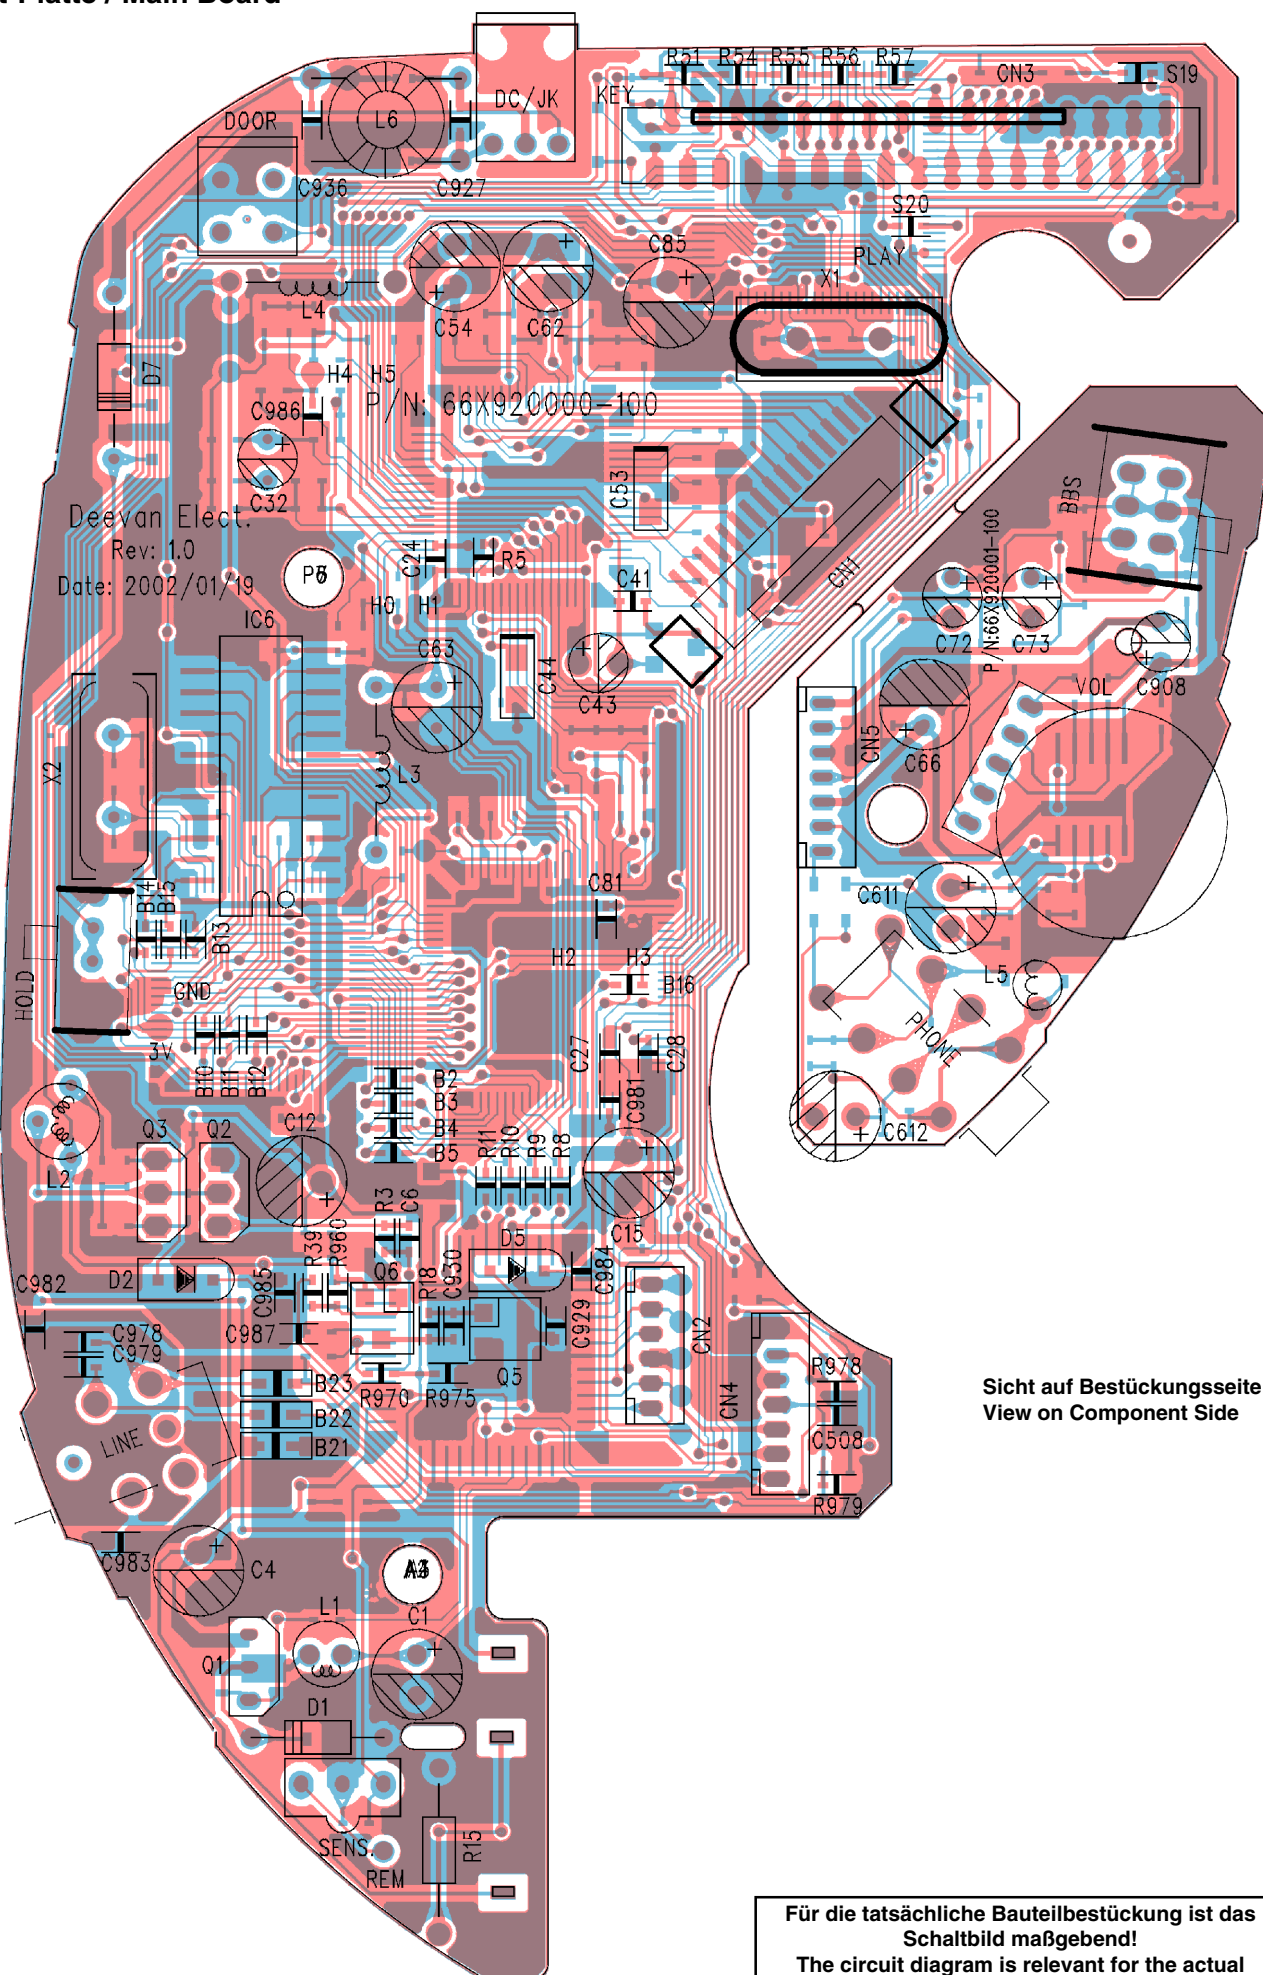 Platte / Main Board
R51 R54 R55 R56 R57 CN3 S19
DC/JK KEY
DOOR L6
C936 C927
S20
C85 PLAY
X1
L4 C54 C62
D7 H4 H5
C986 P/N: 66X920000-100
C53
C32
BBS
Deevan Elect.
Rev: 1.0
Date: 2002/01/19
C24 R5
C41 CN1
P/N:66X920001-100
H0 H1
IC6
C63 C44 C43
C72 C73
VOL C908
CN5 C66
X2 L3
C81
C611
B14 B15 B13
H2 H3
B16
L5
HOLD GND
3V
PHONE
C27 C28
B10 B11 B12
B2
B3
B4
B5
C981
C612
Q3 Q2 C12
R11 R10 R9 R8
L2
R3 C6
C15
D5
D2 C985 R39 R960 Q6 R18 C930 C984
C982
C978
C979
C987
C929
CN2
R970 R975 Q5
CN4
R978
B23
B22
B21
LINE
C508
R979
Sicht auf Bestückungsseite
View on Component Side
C983 C4
L1 C1
Q1
D1
SENS.
REM
R15
Für die tatsächliche Bauteilbestückung ist das
Schaltbild maßgebend!
The circuit diagram is relevant for the actual